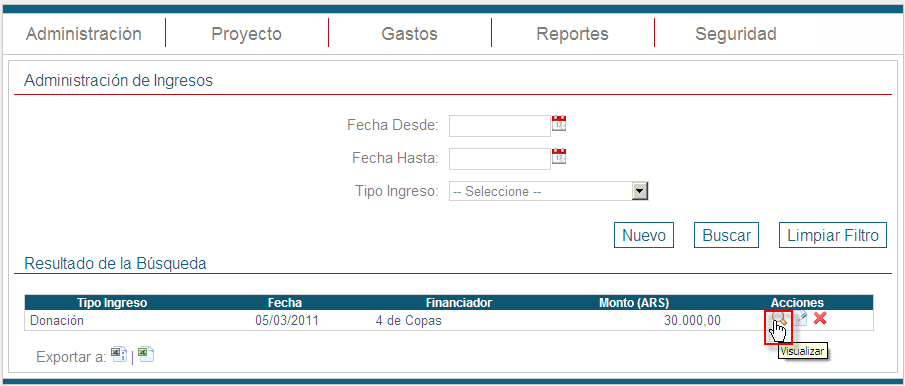 Administración Proyecto Gastos Reportes Seguridad
Administración de Ingresos
Fecha Desde:
Fecha Hasta:
Tipo Ingreso: -- Seleccione --
Nuevo Buscar Limpiar Filtro
Resultado de la Búsqueda
Tipo Ingreso Fecha Financiador Monto (ARS) Acciones
Donación 05/03/2011 4 de Copas 30.000,00
Visualizar
Exportar a: |